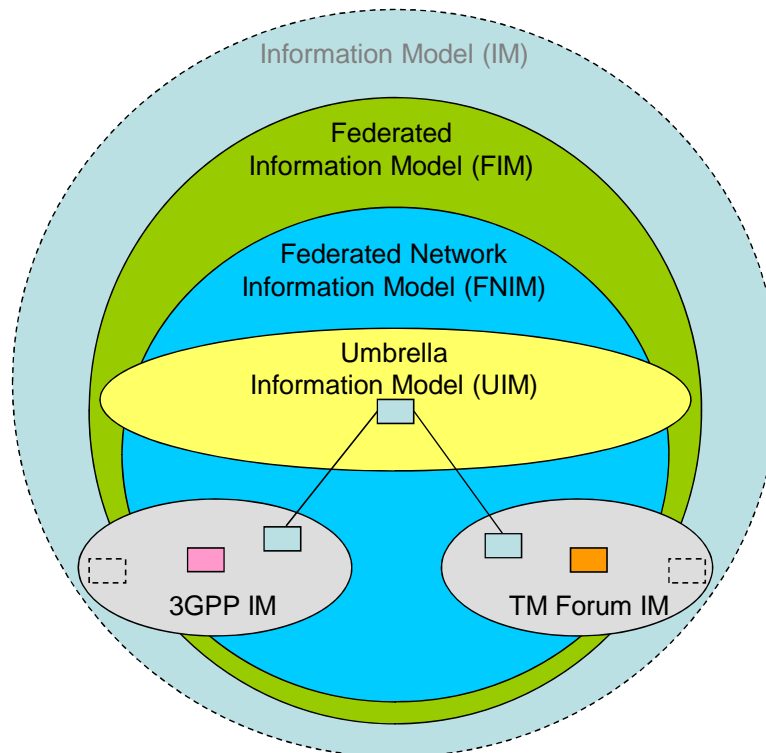 Information Model (IM)
Federated
Information Model (FIM)
Federated Network
Information Model (FNIM)
Umbrella
Information Model (UIM)
3GPP IM
TM Forum IM